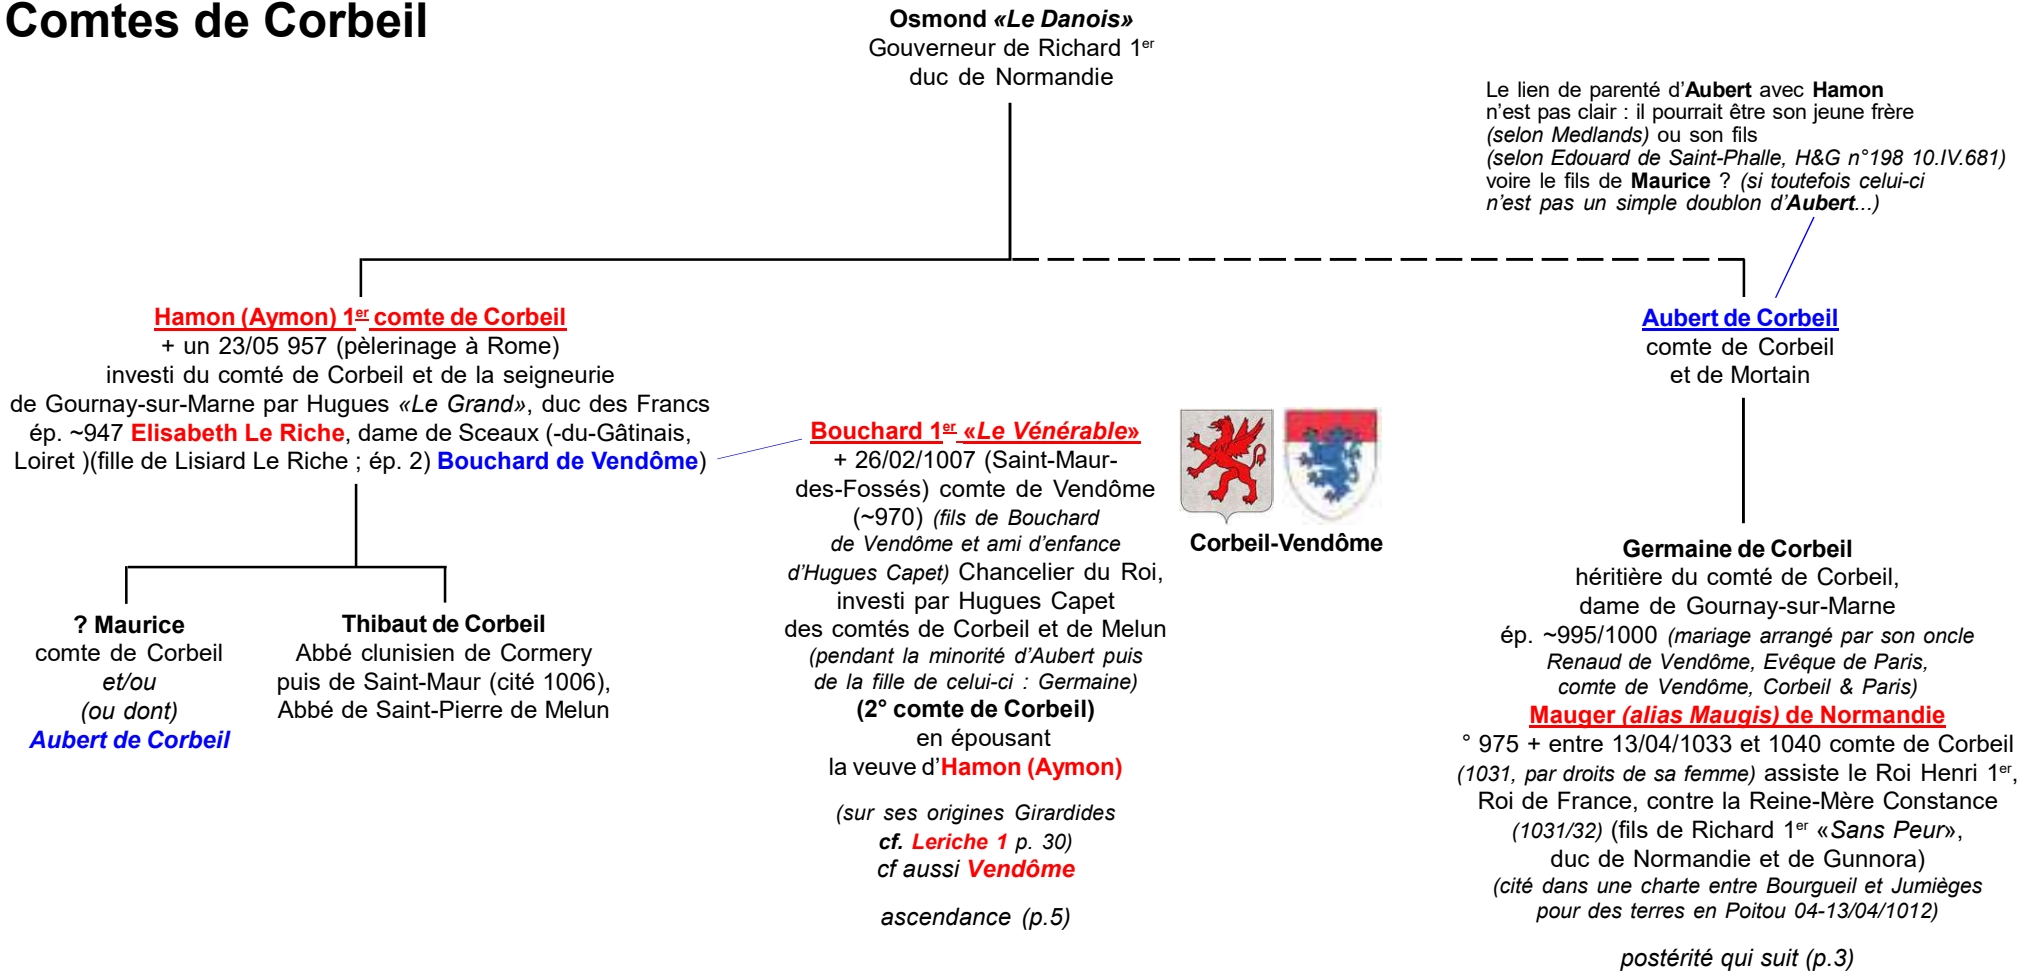 Comtes de Corbeil
Osmond «Le Danois»
Gouverneur de Richard 1er
duc de Normandie
Le lien de parenté d'Aubert avec Hamon
n'est pas clair : il pourrait être son jeune frère
(selon Medlands) ou son fils
(selon Edouard de Saint-Phalle, H&G n°198 10.IV.681)
voire le fils de Maurice ? (si toutefois celui-ci
n'est pas un simple doublon d'Aubert...)
Hamon (Aymon) 1er comte de Corbeil
+ un 23/05 957 (pèlerinage à Rome)
investi du comté de Corbeil et de la seigneurie
de Gournay-sur-Marne par Hugues «Le Grand», duc des Francs
ép. ~947 Elisabeth Le Riche, dame de Sceaux (-du-Gâtinais,
Loiret )(fille de Lisiard Le Riche ; ép. 2) Bouchard de Vendôme)
? Maurice
comte de Corbeil
et/ou
(ou dont)
Aubert de Corbeil
Thibaut de Corbeil
Abbé clunisien de Cormery
puis de Saint-Maur (cité 1006),
Abbé de Saint-Pierre de Melun
Bouchard 1er «Le Vénérable»
+ 26/02/1007 (Saint-Maur-
des-Fossés) comte de Vendôme
(~970) (fils de Bouchard
de Vendôme et ami d'enfance
d'Hugues Capet) Chancelier du Roi,
investi par Hugues Capet
des comtés de Corbeil et de Melun
(pendant la minorité d'Aubert puis
de la fille de celui-ci : Germaine)
(2° comte de Corbeil)
en épousant
la veuve d'Hamon (Aymon)
(sur ses origines Girardides
cf. Leriche 1 p. 30)
cf aussi Vendôme
ascendance (p.5)
Corbeil-Vendôme
Aubert de Corbeil
comte de Corbeil
et de Mortain
Germaine de Corbeil
héritière du comté de Corbeil,
dame de Gournay-sur-Marne
ép. ~995/1000 (mariage arrangé par son oncle
Renaud de Vendôme, Evêque de Paris,
comte de Vendôme, Corbeil & Paris)
Mauger (alias Maugis) de Normandie
° 975 + entre 13/04/1033 et 1040 comte de Corbeil
(1031, par droits de sa femme) assiste le Roi Henri 1er,
Roi de France, contre la Reine-Mère Constance
(1031/32) (fils de Richard 1er «Sans Peur»,
duc de Normandie et de Gunnora)
(cité dans une charte entre Bourgueil et Jumièges
pour des terres en Poitou 04-13/04/1012)
postérité qui suit (p.3)